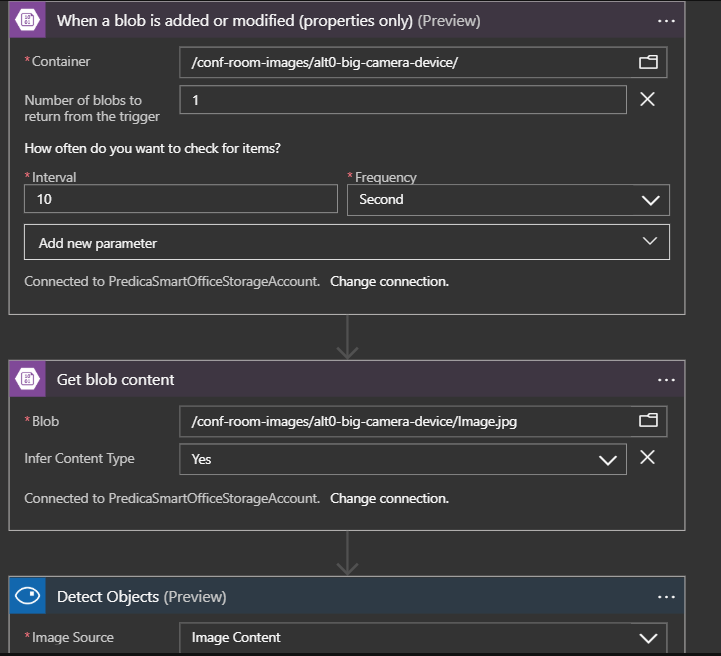 When a blob is added or modified (properties only) (Preview)
* Container
/conf-room-images/alt0-big-camera-device/
Number of blobs to
return from the trigger
1
How often do you want to check for items?
* Interval
* Frequency
10
Second
Add new parameter
Connected to PredicaSmartOfficeStorageAccount. Change connection.
Get blob content
* Blob
/conf-room-images/alt0-big-camera-device/Image.jpg
Infer Content Type
Yes
Connected to PredicaSmartOfficeStorageAccount. Change connection.
Detect Objects (Preview)
* Image Source
Image Content